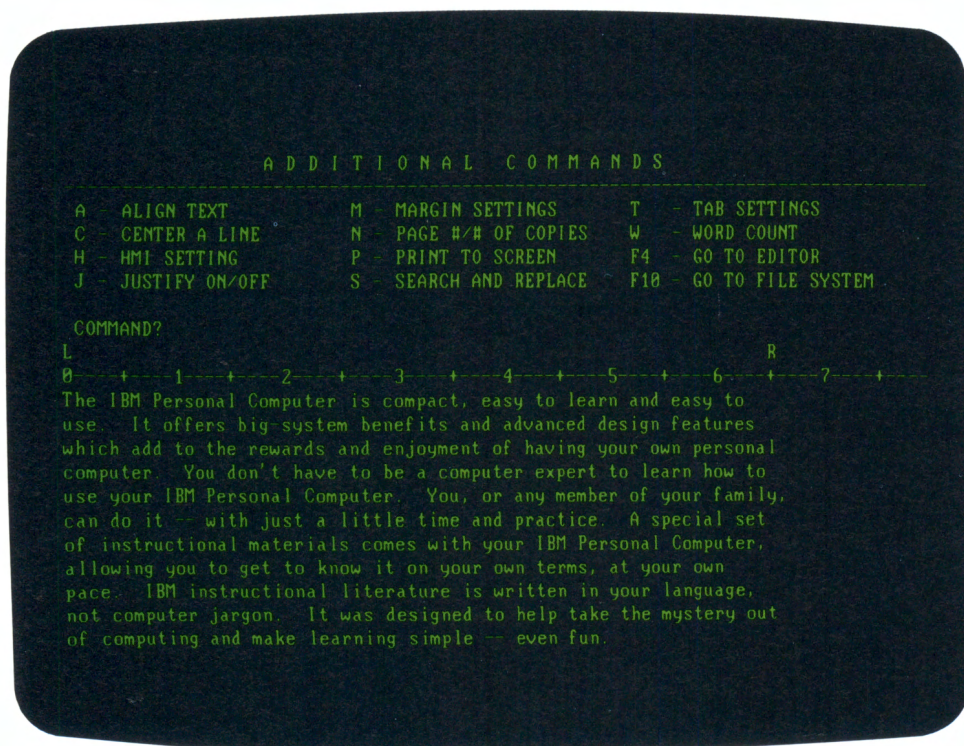 ADDITIONAL COMMANDS
A - ALIGN TEXT M - MARGIN SETTINGS T - TAB SETTINGS
C - CENTER A LINE N - PAGE #/# OF COPIES W - WORD COUNT
H - HMI SETTING P - PRINT TO SCREEN F4 - GO TO EDITOR
J - JUSTIFY ON/OFF S - SEARCH AND REPLACE F10 - GO TO FILE SYSTEM
COMMAND?
L R
0----+----1----+----2----+----3----+----4----+----5----+----6----+----7----+----
The IBM Personal Computer is compact, easy to learn and easy to
use. It offers big-system benefits and advanced design features
which add to the rewards and enjoyment of having your own personal
computer. You don't have to be a computer expert to learn how to
use your IBM Personal Computer. You, or any member of your family,
can do it -- with just a little time and practice. A special set
of instructional materials comes with your IBM Personal Computer,
allowing you to get to know it on your own terms, at your own
pace. IBM instructional literature is written in your language,
not computer jargon. It was designed to help take the mystery out
of computing and make learning simple -- even fun.